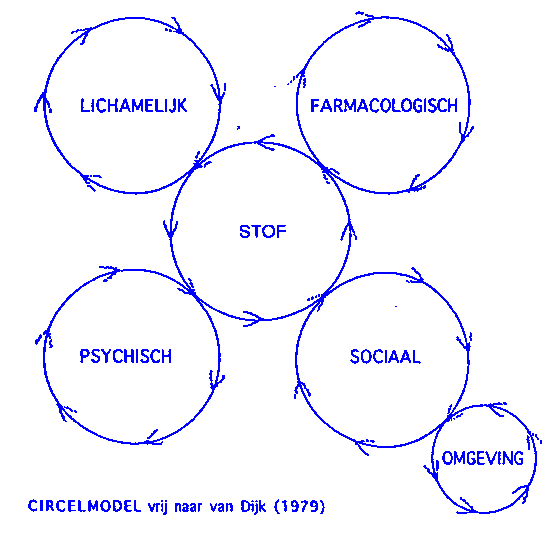 LICHAMELIJK
FARMACOLOGISCH
STOF
PSYCHISCH
SOCIAAL
OMGEVING
CIRCELMODEL vrij naar van Dijk (1979)